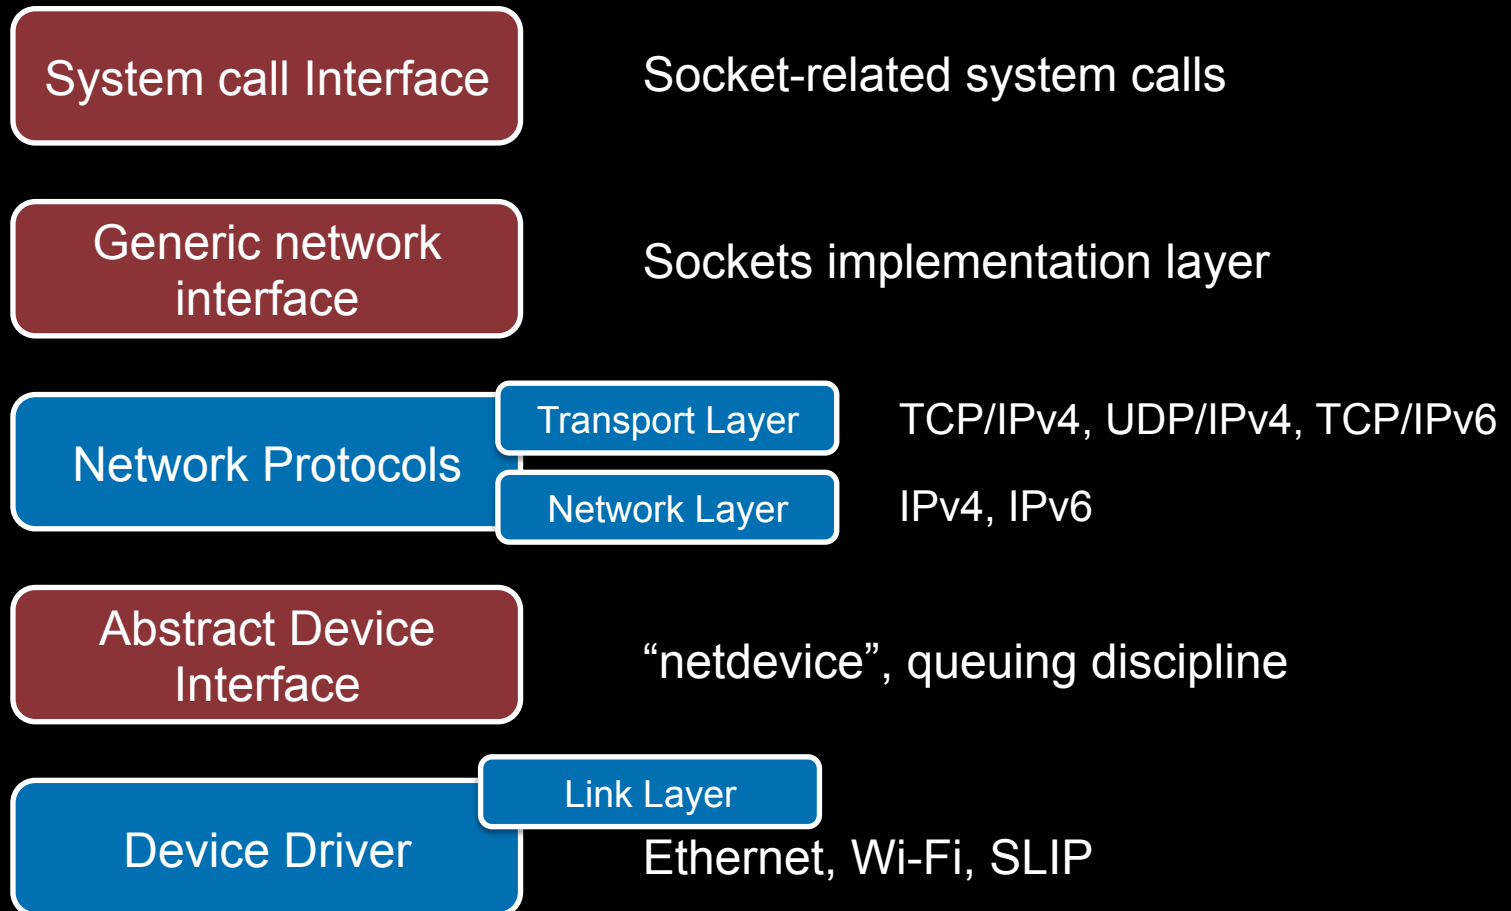 System call Interface
Socket-related system calls
Generic network
interface
Sockets implementation layer
Network Protocols
Transport Layer
TCP/IPv4, UDP/IPv4, TCP/IPv6
Network Layer
IPv4, IPv6
Abstract Device
Interface
“netdevice”, queuing discipline
Device Driver
Link Layer
Ethernet, Wi-Fi, SLIP